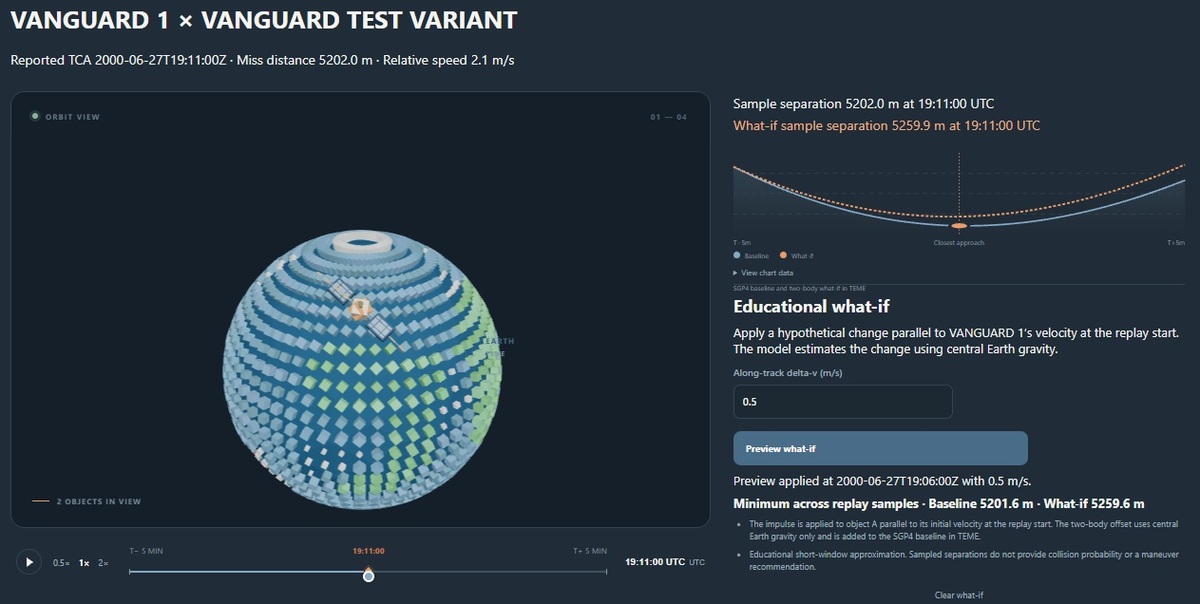 VANGUARD 1 × VANGUARD TEST VARIANT
Reported TCA 2000-06-27T19:11:00Z · Miss distance 5202.0 m · Relative speed 2.1 m/s
ORBIT VIEW
01 — 04
EARTH
2 OBJECTS IN VIEW
T− 5 MIN
19:11:00
T+ 5 MIN
0.5× 1× 2×
19:11:00 UTC UTC
Sample separation 5202.0 m at 19:11:00 UTC
What-if sample separation 5259.9 m at 19:11:00 UTC
T- 5m
Closest approach
T+5m
Baseline
What-if
View chart data
SGP4 baseline and two-body what-if in TEME
Educational what-if
Apply a hypothetical change parallel to VANGUARD 1's velocity at the replay start.
The model estimates the change using central Earth gravity.
Along-track delta-v (m/s)
0.5
Preview what-if
Preview applied at 2000-06-27T19:06:00Z with 0.5 m/s.
Minimum across replay samples · Baseline 5201.6 m · What-if 5259.6 m
• The impulse is applied to object A parallel to its initial velocity at the replay start. The two-body offset uses central
Earth gravity only and is added to the SGP4 baseline in TEME.
• Educational short-window approximation. Sampled separations do not provide collision probability or a maneuver
recommendation.
Clear what-if